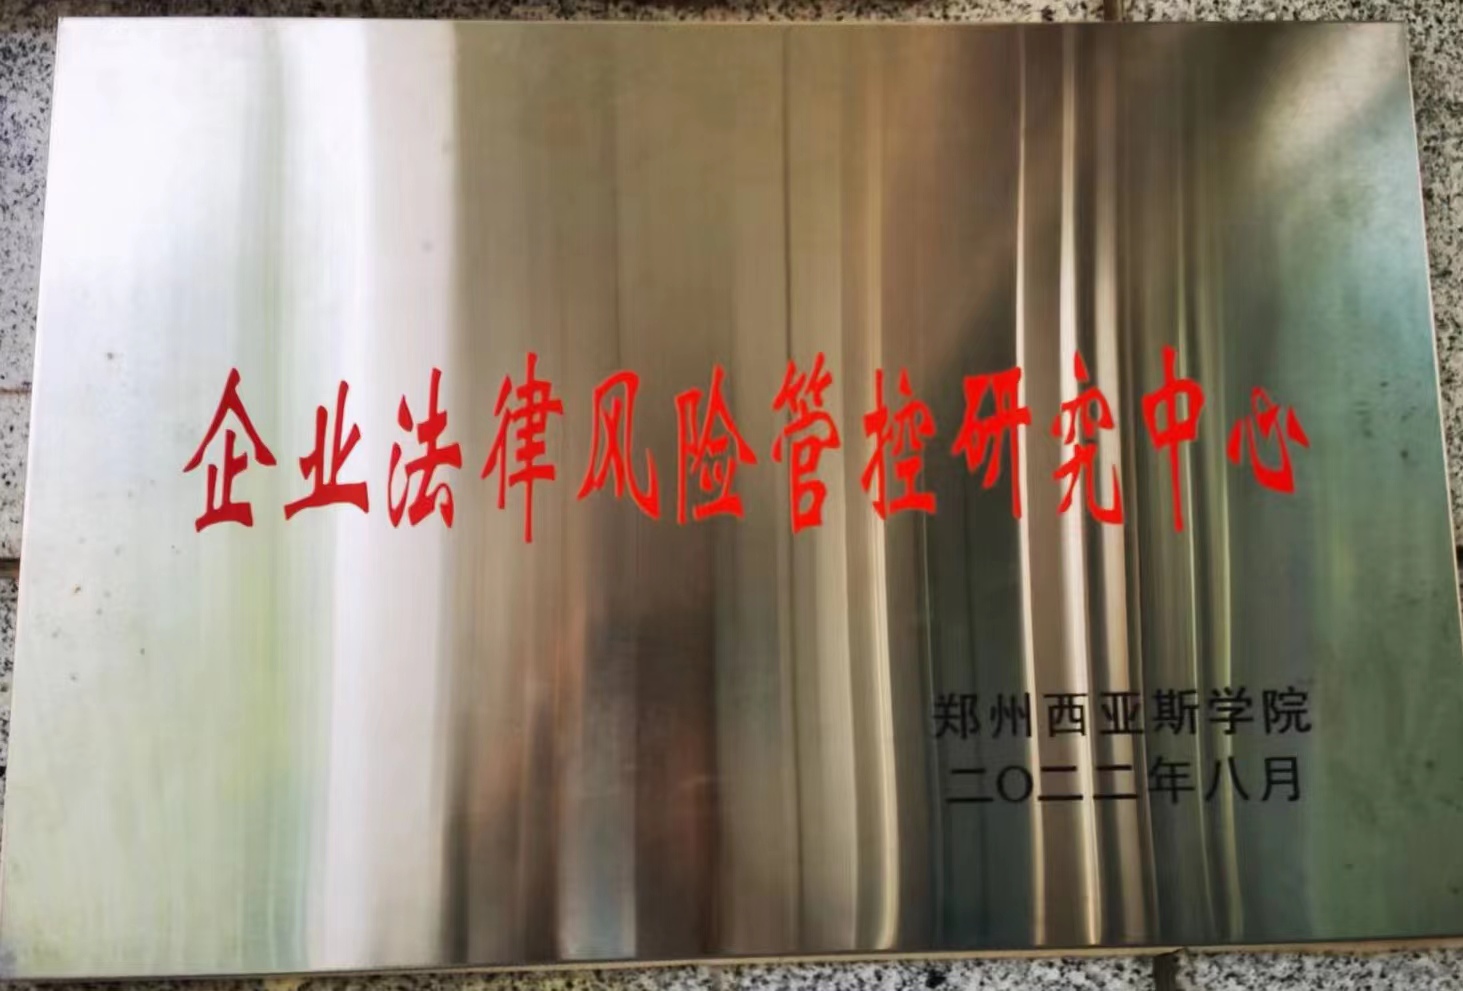 企业法律风险管控研究中心
郑州西亚斯学院
二〇二二年八月